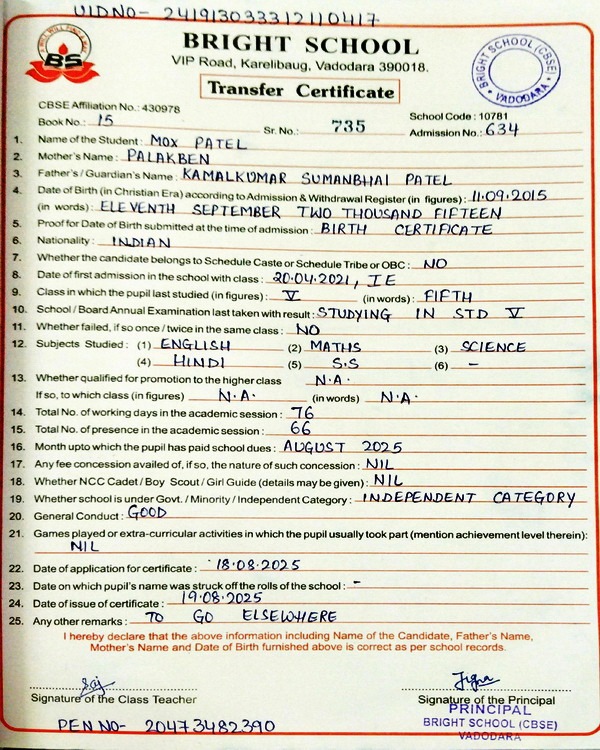 UIDNO- 241913033312110417
BRIGHT SCHOOL
VIP Road, Karelibaug, Vadodara 390018.
BS
BRIGHT SCHOOL (CBSE) VADODARA
Transfer Certificate
CBSE Affiliation No.: 430978
School Code : 10781
Book No.: 15 Sr. No.: 735 Admission No.: 634
1. Name of the Student : MOX PATEL
2. Mother's Name : PALAKBEN
3. Father's / Guardian's Name : KAMALKUMAR SUMANBHAI PATEL
4. Date of Birth (in Christian Era) according to Admission & Withdrawal Register (in figures) : 11.09.2015
(in words) : ELEVENTH SEPTEMBER TWO THOUSAND FIFTEEN
5. Proof for Date of Birth submitted at the time of admission : BIRTH CERTIFICATE
6. Nationality : INDIAN
7. Whether the candidate belongs to Schedule Caste or Schedule Tribe or OBC : NO
8. Date of first admission in the school with class : 20.04.2021, I E
9. Class in which the pupil last studied (in figures) : V (in words) : FIFTH
10. School / Board Annual Examination last taken with result : STUDYING IN STD V
11. Whether failed, if so once / twice in the same class : NO
12. Subjects Studied : (1) ENGLISH (2) MATHS (3) SCIENCE
(4) HINDI (5) S.S (6) -
13. Whether qualified for promotion to the higher class N.A.
If so, to which class (in figures) N.A. (in words) N.A.
14. Total No. of working days in the academic session : 76
15. Total No. of presence in the academic session : 66
16. Month upto which the pupil has paid school dues : AUGUST 2025
17. Any fee concession availed of, if so, the nature of such concession : NIL
18. Whether NCC Cadet / Boy Scout / Girl Guide (details may be given) : NIL
19. Whether school is under Govt. / Minority / Independent Category : INDEPENDENT CATEGORY
20. General Conduct : GOOD
21. Games played or extra-curricular activities in which the pupil usually took part (mention achievement level therein):
NIL
22. Date of application for certificate : 18.08.2025
23. Date on which pupil's name was struck off the rolls of the school : -
24. Date of issue of certificate : 19.08.2025
25. Any other remarks : TO GO ELSEWHERE
I hereby declare that the above information including Name of the Candidate, Father's Name,
Mother's Name and Date of Birth furnished above is correct as per school records.
Signature of the Class Teacher
Signature of the Principal
PRINCIPAL
BRIGHT SCHOOL (CBSE)
VADODARA
PEN NO- 20473482390